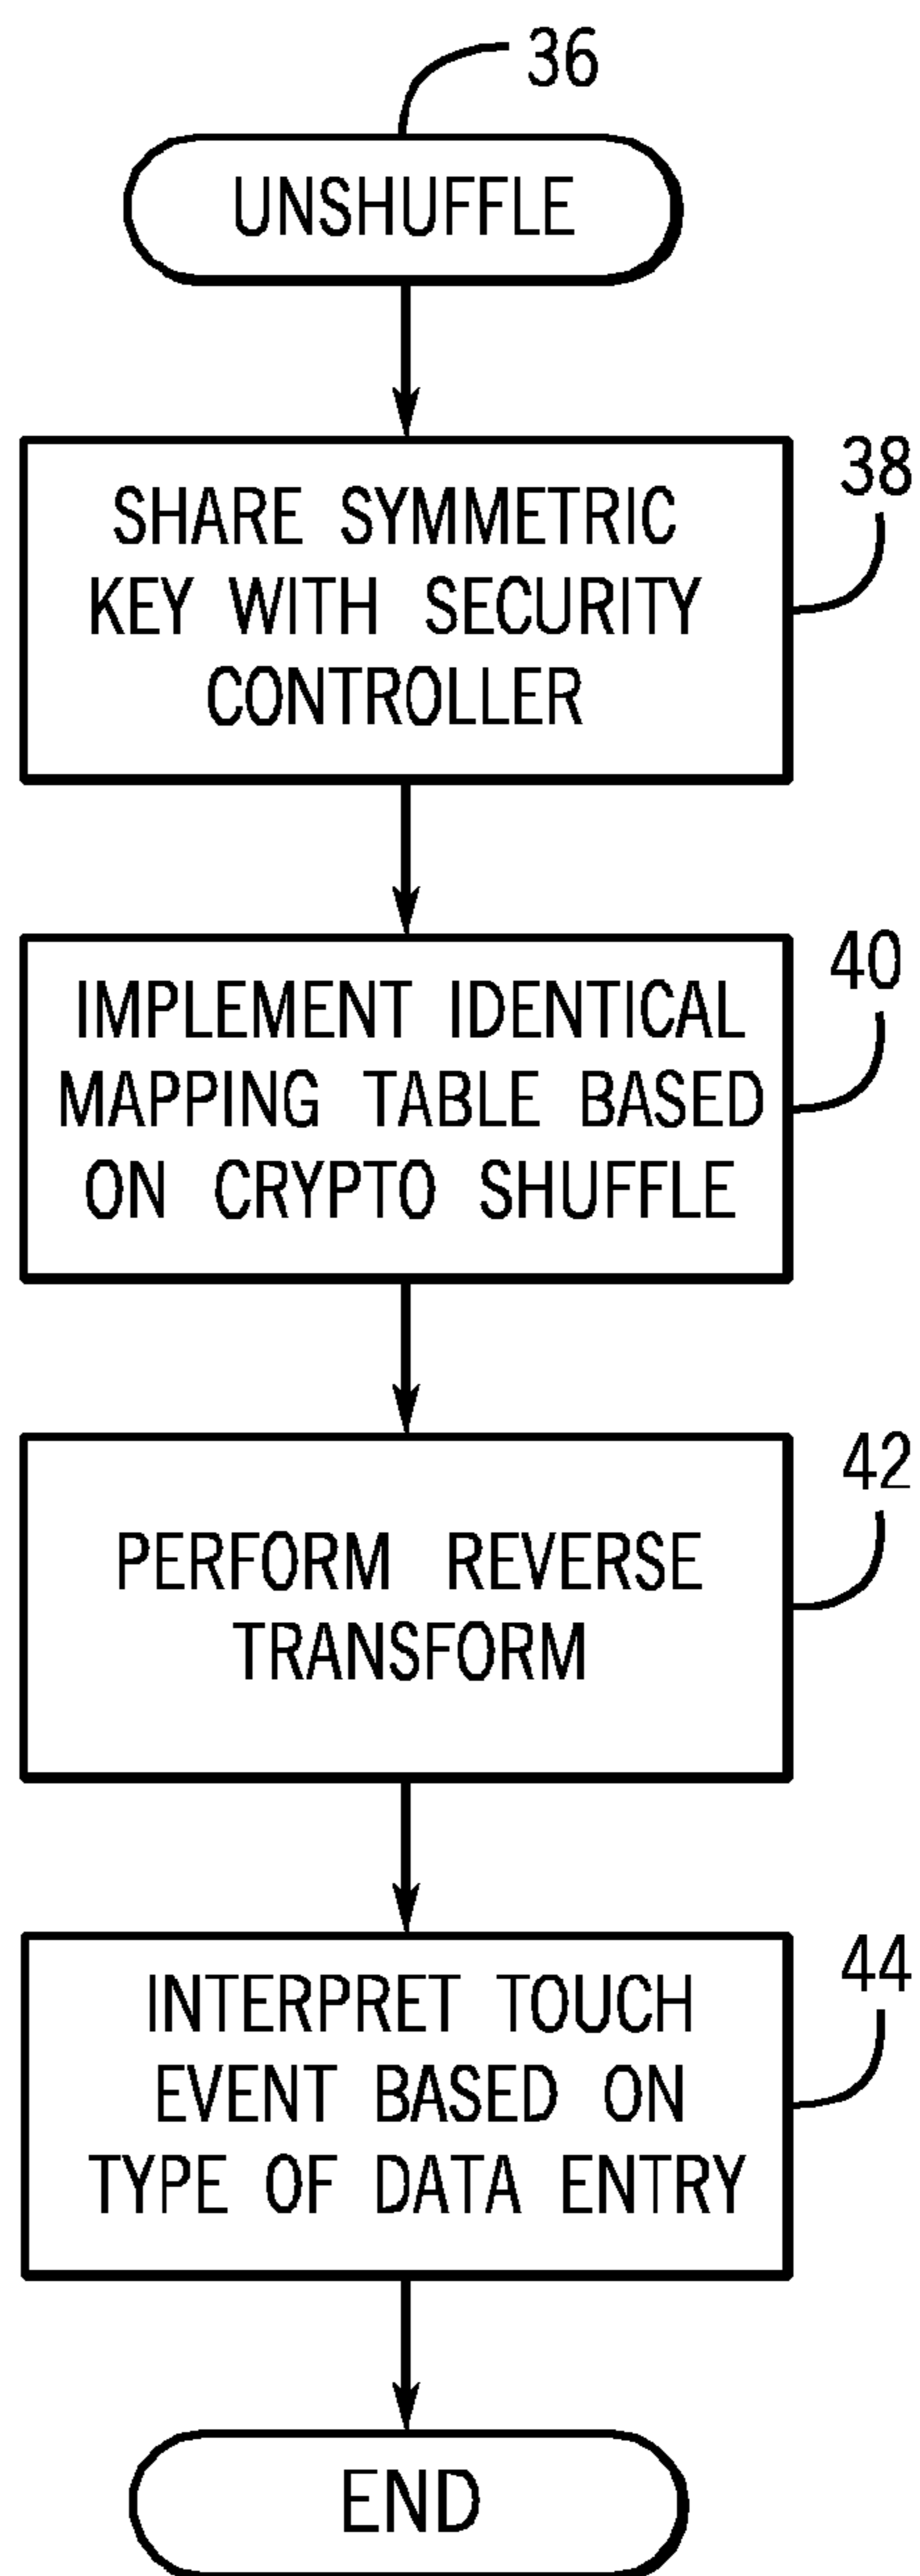 36
UNSHUFFLE
38
SHARE SYMMETRIC
KEY WITH SECURITY
CONTROLLER
40
IMPLEMENT IDENTICAL
MAPPING TABLE BASED
ON CRYPTO SHUFFLE
42
PERFORM REVERSE
TRANSFORM
44
INTERPRET TOUCH
EVENT BASED ON
TYPE OF DATA ENTRY
END